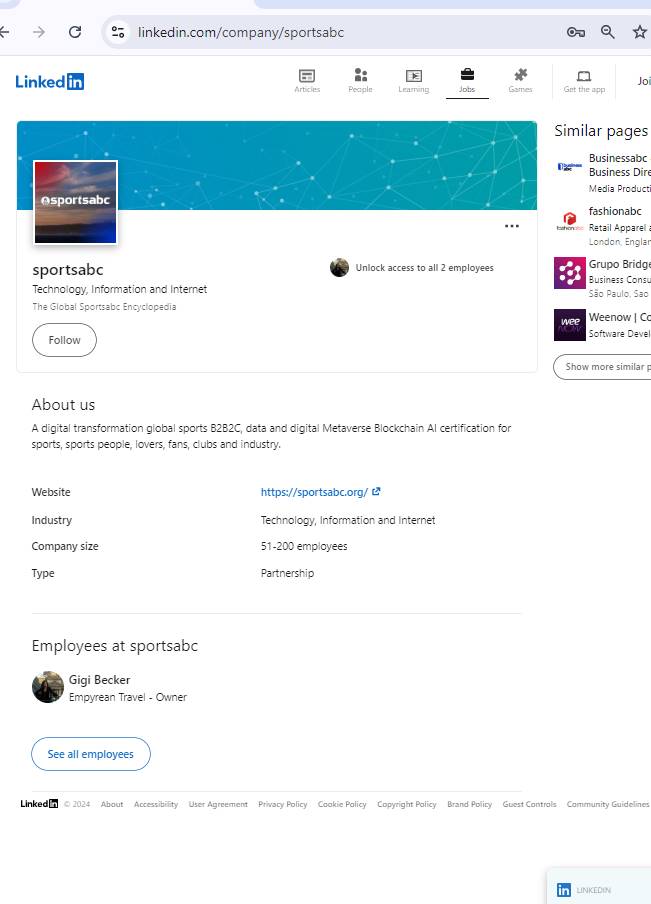 linkedin.com/company/sportsabc
Linkedin
Articles
People
Learning
Jobs
Games
Get the app
Joi
sportsabc
sportsabc
Technology, Information and Internet
The Global Sportsabc Encyclopedia
Unlock access to all 2 employees
Follow
About us
A digital transformation global sports B2B2C, data and digital Metaverse Blockchain AI certification for
sports, sports people, lovers, fans, clubs and industry.
Website
https://sportsabc.org/
Industry
Technology, Information and Internet
Company size
51-200 employees
Type
Partnership
Employees at sportsabc
Gigi Becker
Empyrean Travel - Owner
See all employees
Similar pages
business abc
Businessabc -
Business Dire
Media Producti
fashionabc
fashionabc
Retail Apparel a
London, Englan
Grupo Bridge
Business Consu
São Paulo, Sao
wee
NOW
Weenow | Co
Software Devel
Show more similar p
Linkedin © 2024 About Accessibility User Agreement Privacy Policy Cookie Policy Copyright Policy Brand Policy Guest Controls Community Guidelines
in LINKEDIN